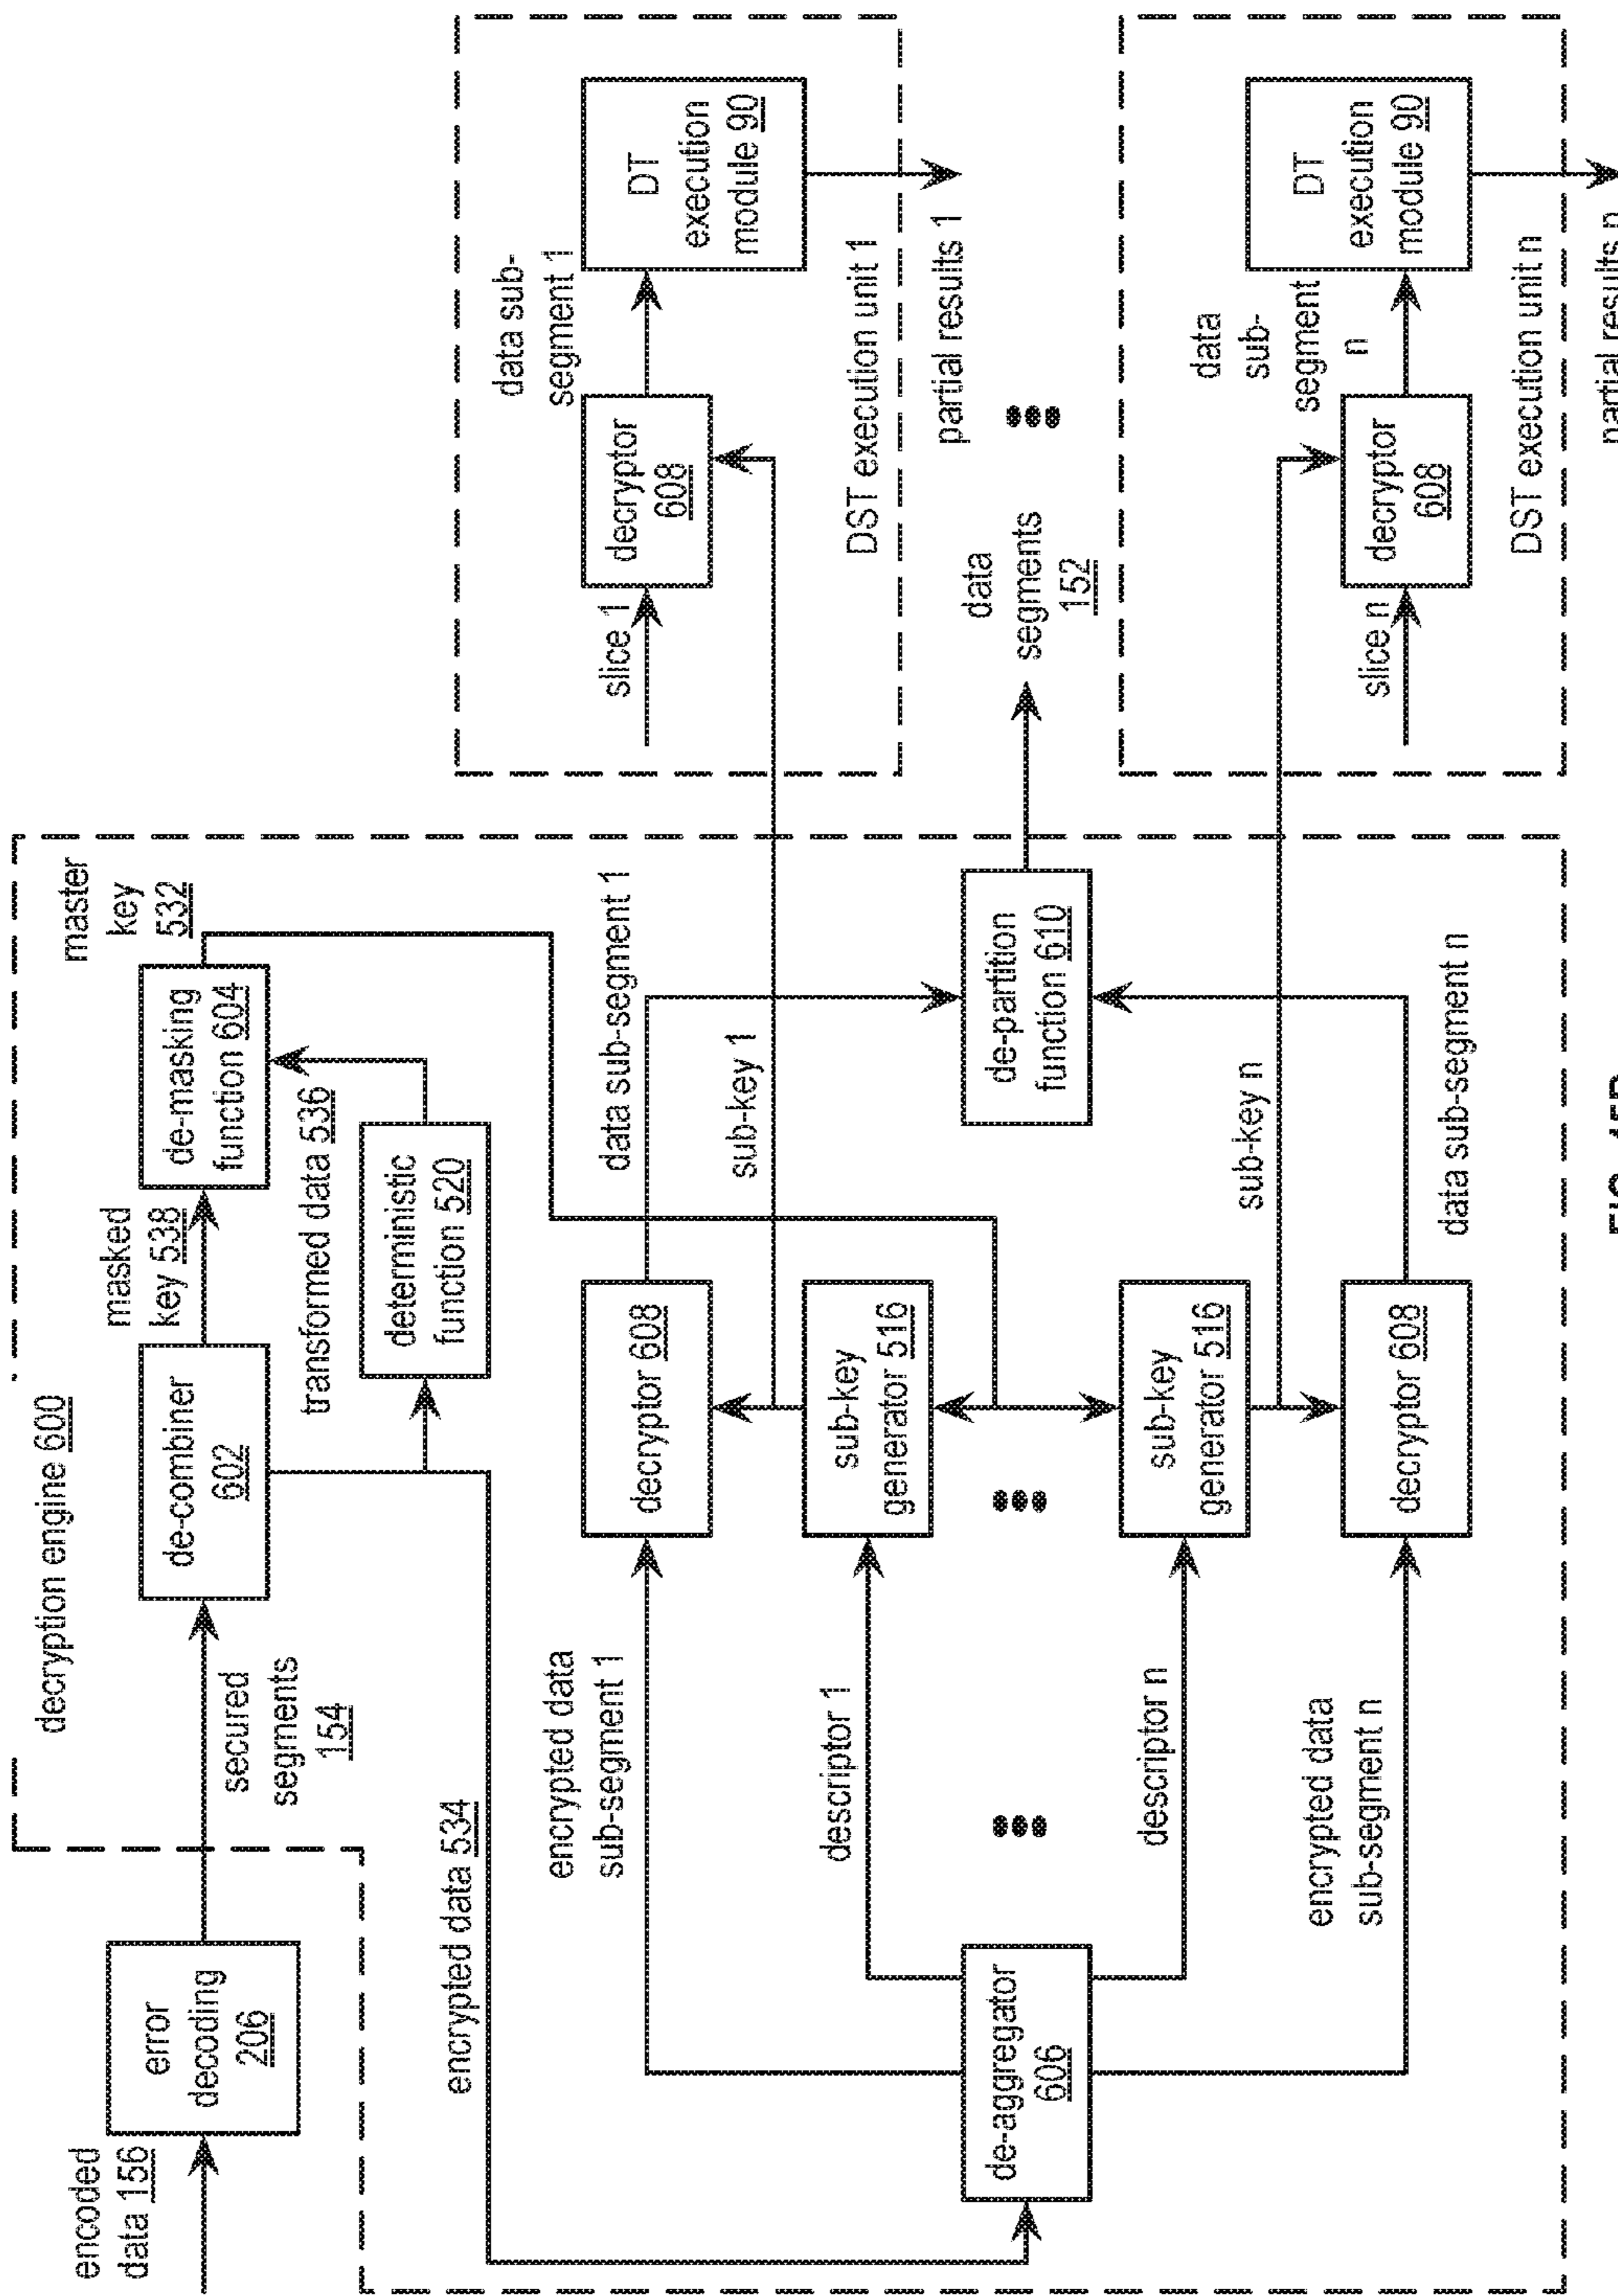 encoded
data 156
error
decoding
206
secured
segments
154
decryption engine 600
de-combiner
602
masked
key 538
de-masking
function 604
master
key
532
transformed data 536
deterministic
function 520
encrypted data 534
de-aggregator
606
encrypted data
sub-segment 1
descriptor 1
descriptor n
encrypted data
sub-segment n
decryptor 608
sub-key
generator 516
sub-key
generator 516
decryptor 608
data sub-segment 1
sub-key 1
de-partition
function 610
sub-key n
data sub-segment n
data
segments
152
slice 1
decryptor
608
data sub-
segment 1
DT
execution
module 90
DST execution unit 1
partial results 1
slice n
decryptor
608
data
sub-
segment
n
DT
execution
module 90
DST execution unit n
partial results n